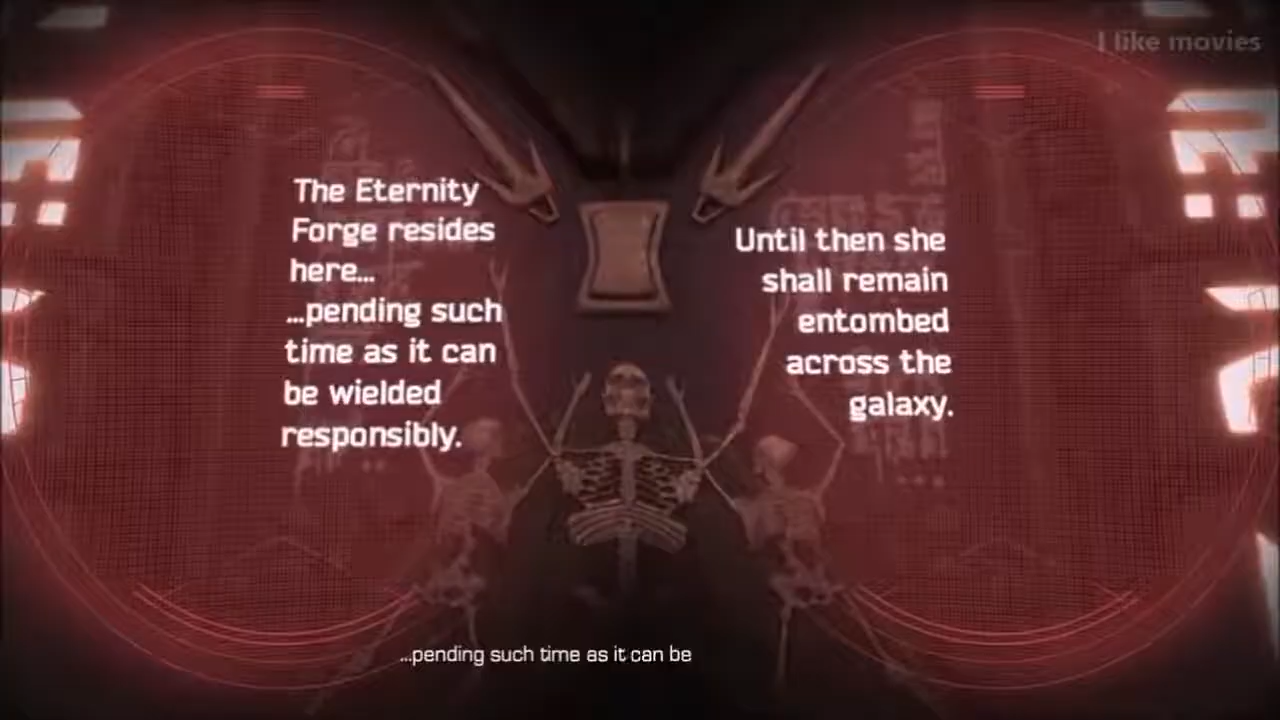 I like movies
The Eternity
Forge resides
here...
...pending such
time as it can
be wielded
responsibly.
Until then she
shall remain
entombed
across the
galaxy.
...pending such time as it can be